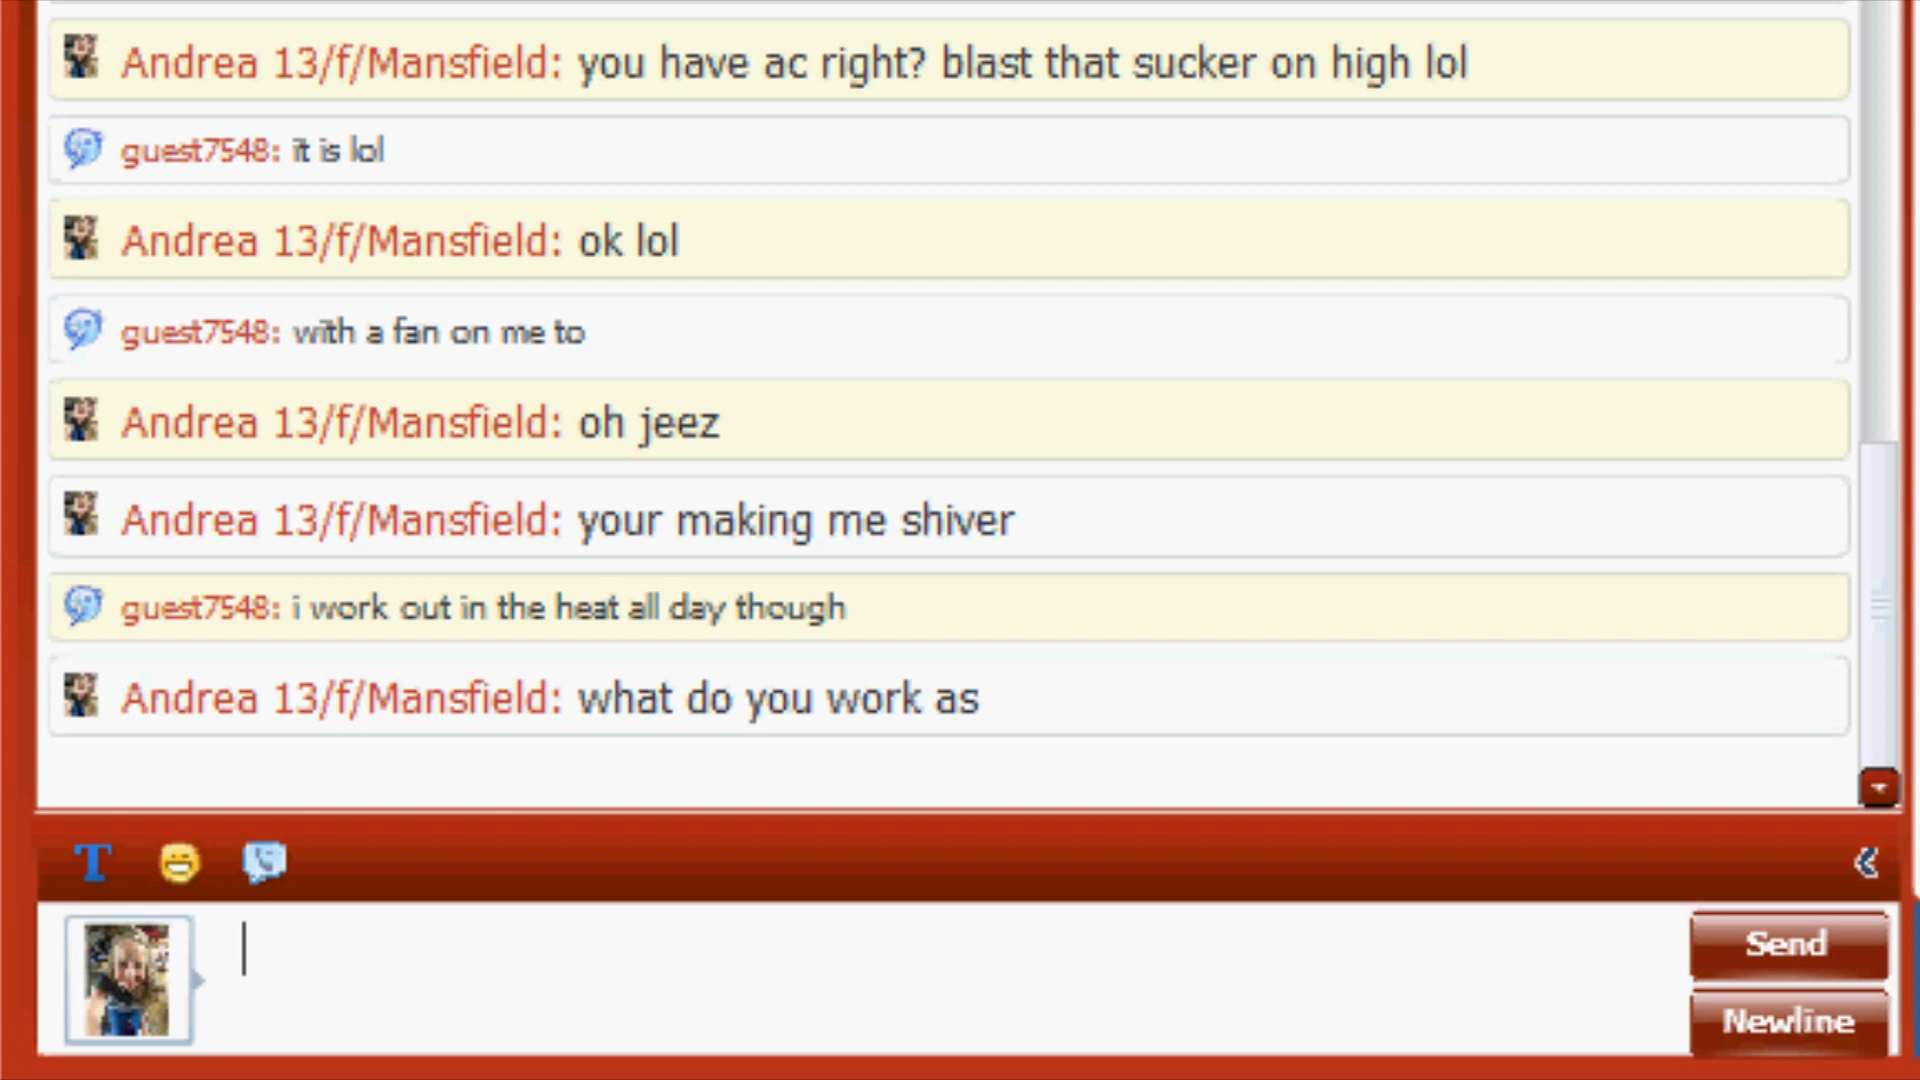 Andrea 13/f/Mansfield: you have ac right? blast that sucker on high lol
guest7548: it is lol
Andrea 13/f/Mansfield: ok lol
guest7548: with a fan on me to
Andrea 13/f/Mansfield: oh jeez
Andrea 13/f/Mansfield: your making me shiver
guest7548: i work out in the heat all day though
Andrea 13/f/Mansfield: what do you work as
T
Send
Newline